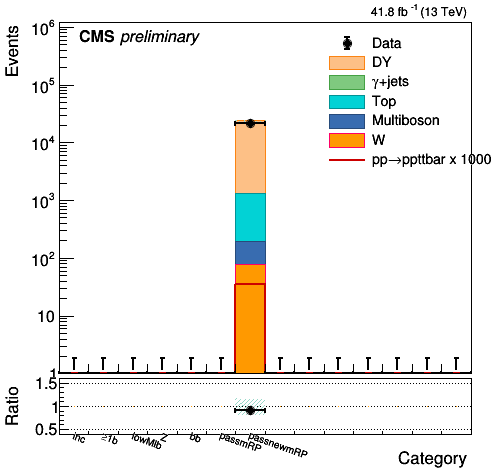 41.8 fb⁻¹ (13 TeV)
CMS preliminary
Events
10⁶
10⁵
10⁴
10³
10²
10
1
Data
DY
γ+jets
Top
Multiboson
W
pp→ppttbar x 1000
Ratio
1.5
1
0.5
inc
≥1b
lowMlb
Z
bb
passmRP
passnewmRP
Category